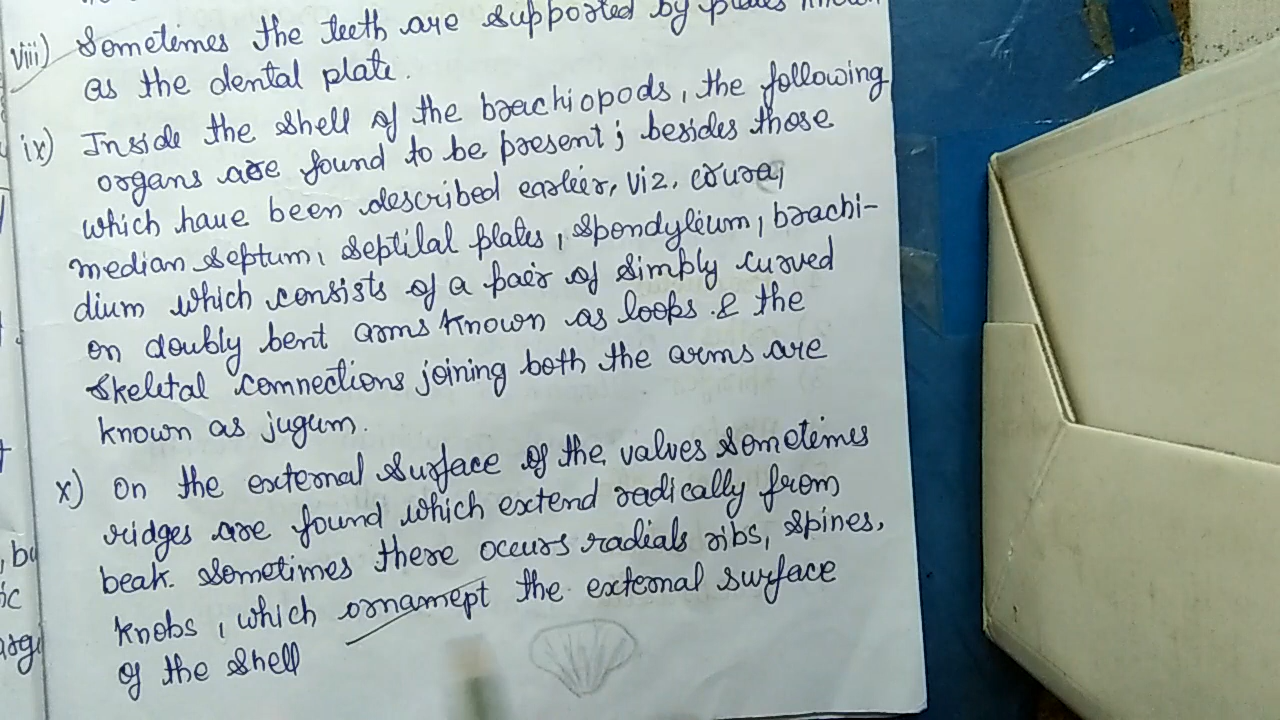 viii) Sometimes the teeth are supported by plates known
as the dental plate.
ix) Inside the shell of the brachiopods, the following
organs are found to be present; besides those
which have been described earlier, viz. crura,
median septum, septilal plates, spondylium, brachi-
dium which consists of a pair of simply curved
on doubly bent arms known as loops & the
skeletal connections joining both the arms are
known as jugum.
x) on the external surface of the valves sometimes
ridges are found which extend radically from
beak. Sometimes there occurs radials ribs, spines,
knobs, which ornament the external surface
of the shell